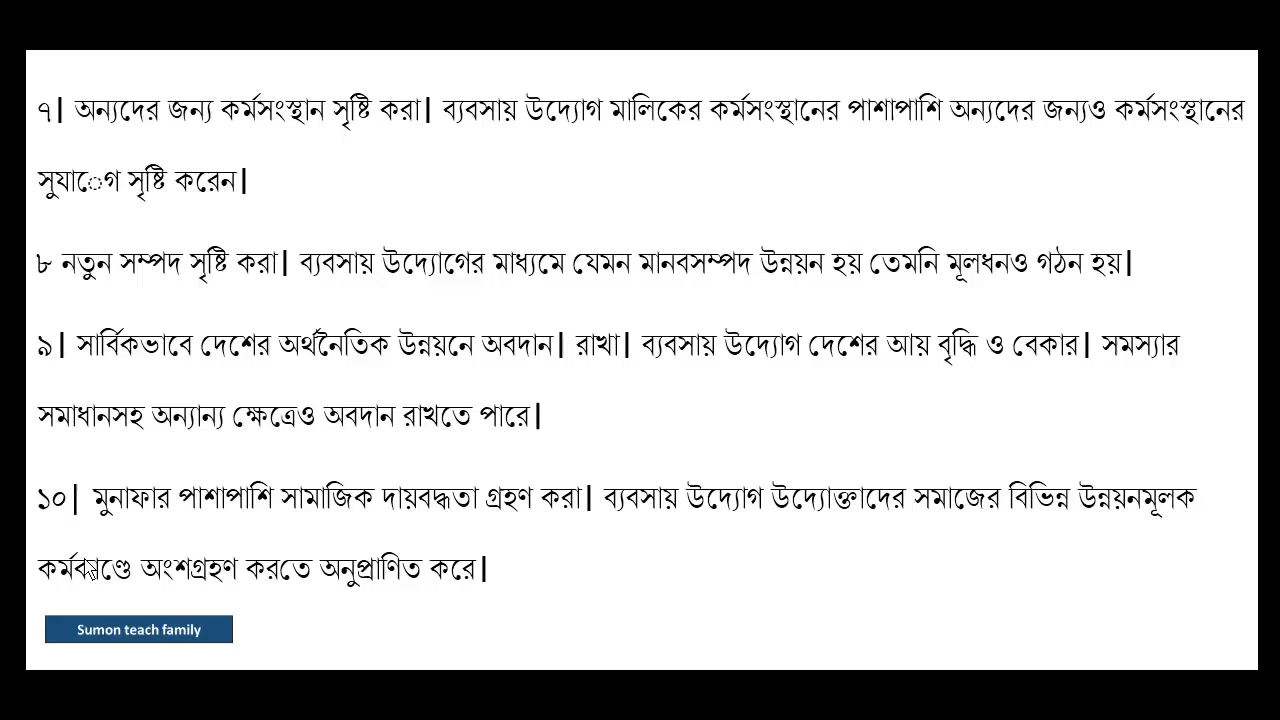 ৭| অন্যদের জন্য কর্মসংস্থান সৃষ্টি করা| ব্যবসায় উদ্যোগ মালিকের কর্মসংস্থানের পাশাপাশি অন্যদের জন্যও কর্মসংস্থানের
সুযােগ সৃষ্টি করেন|
৮ নতুন সম্পদ সৃষ্টি করা| ব্যবসায় উদ্যোগের মাধ্যমে যেমন মানবসম্পদ উন্নয়ন হয় তেমনি মূলধনও গঠন হয়|
৯| সার্বিকভাবে দেশের অর্থনৈতিক উন্নয়নে অবদান| রাখা| ব্যবসায় উদ্যোগ দেশের আয় বৃদ্ধি ও বেকার| সমস্যার
সমাধানসহ অন্যান্য ক্ষেত্রেও অবদান রাখতে পারে|
১০| মুনাফার পাশাপাশি সামাজিক দায়বদ্ধতা গ্রহণ করা| ব্যবসায় উদ্যোগ উদ্যোক্তাদের সমাজের বিভিন্ন উন্নয়নমূলক
কর্মকাণ্ডে অংশগ্রহণ করতে অনুপ্রাণিত করে|
Sumon teach family